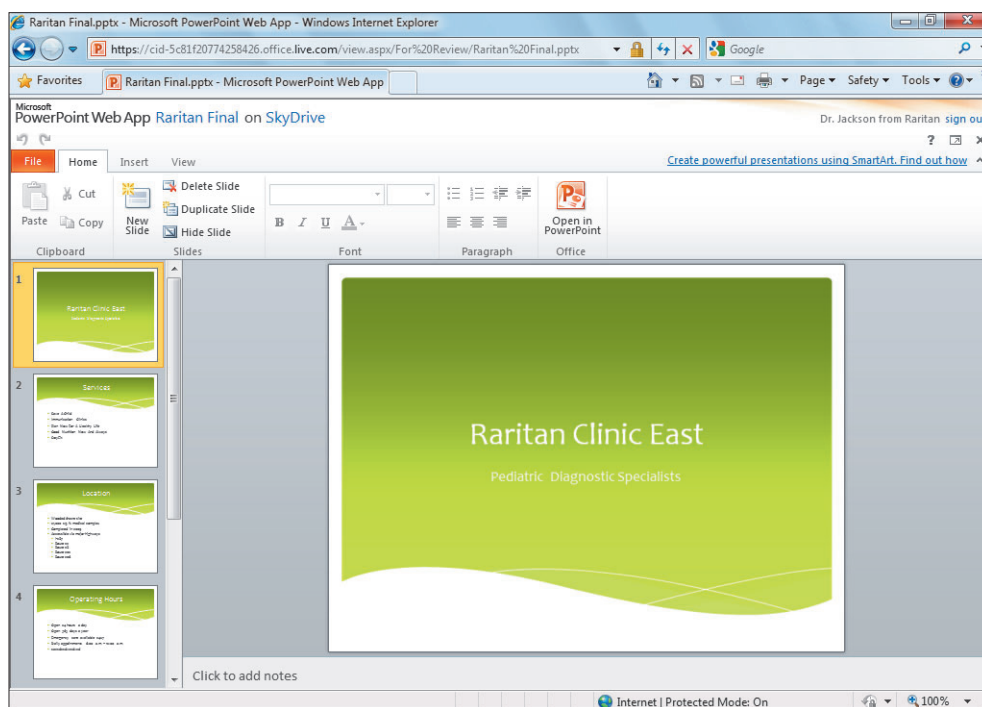 Raritan Final.pptx - Microsoft PowerPoint Web App - Windows Internet Explorer
https://cid-5c81f20774258426.office.live.com/view.aspx/For%20Review/Raritan%20Final.pptx
Google
Favorites
Raritan Final.pptx - Microsoft PowerPoint Web App
Page
Safety
Tools
Microsoft
PowerPoint Web App Raritan Final on SkyDrive
Dr. Jackson from Raritan sign ou
File
Home
Insert
View
Create powerful presentations using SmartArt. Find out how
Paste
Cut
Copy
Clipboard
New
Slide
Delete Slide
Duplicate Slide
Hide Slide
Slides
B I U A
Font
Paragraph
Open in
PowerPoint
Office
1
Raritan Clinic East
Pediatric Diagnostic Specialists
2
Services
3
Location
4
Operating Hours
Raritan Clinic East
Pediatric Diagnostic Specialists
Click to add notes
Internet | Protected Mode: On
100%